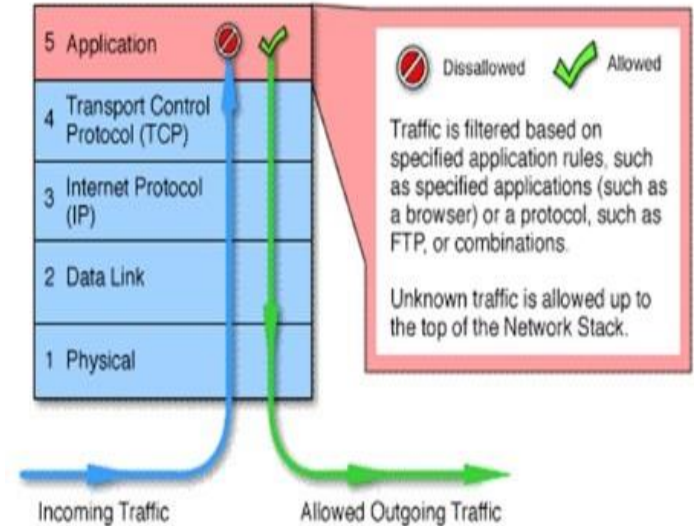 5 Application
4 Transport Control
Protocol (TCP)
3 Internet Protocol
(IP)
2 Data Link
1 Physical
Incoming Traffic
Allowed Outgoing Traffic
Dissallowed
Allowed
Traffic is filtered based on
specified application rules, such
as specified applications (such as
a browser) or a protocol, such as
FTP, or combinations.
Unknown traffic is allowed up to
the top of the Network Stack.